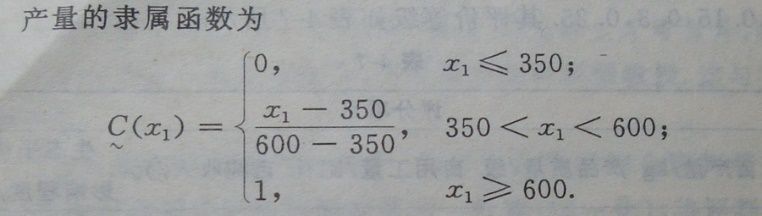 产量的隶属函数为
C̰(x₁) = { 0, x₁ ⩽ 350;
(x₁ − 350)/(600 − 350), 350 < x₁ < 600;
1, x₁ ⩾ 600.